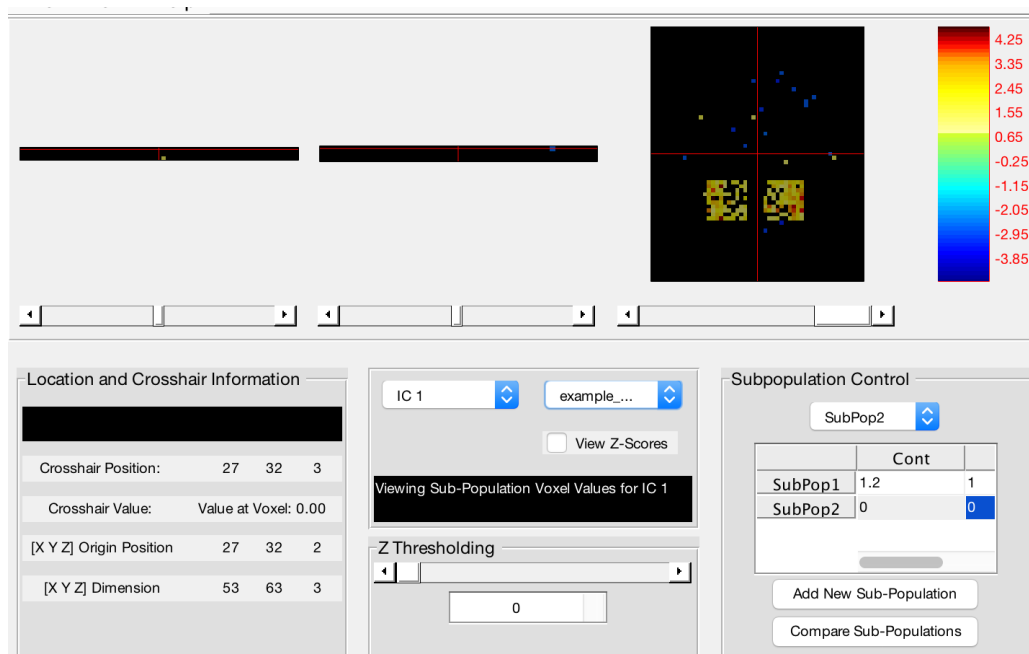 4.25
3.35
2.45
1.55
0.65
-0.25
-1.15
-2.05
-2.95
-3.85
Location and Crosshair Information
Crosshair Position: 27 32 3
Crosshair Value: Value at Voxel: 0.00
[X Y Z] Origin Position 27 32 2
[X Y Z] Dimension 53 63 3
IC 1 example_...
View Z-Scores
Viewing Sub-Population Voxel Values for IC 1
Z Thresholding
0
Subpopulation Control
SubPop2
Cont
SubPop1 1.2 1
SubPop2 0 0
Add New Sub-Population
Compare Sub-Populations